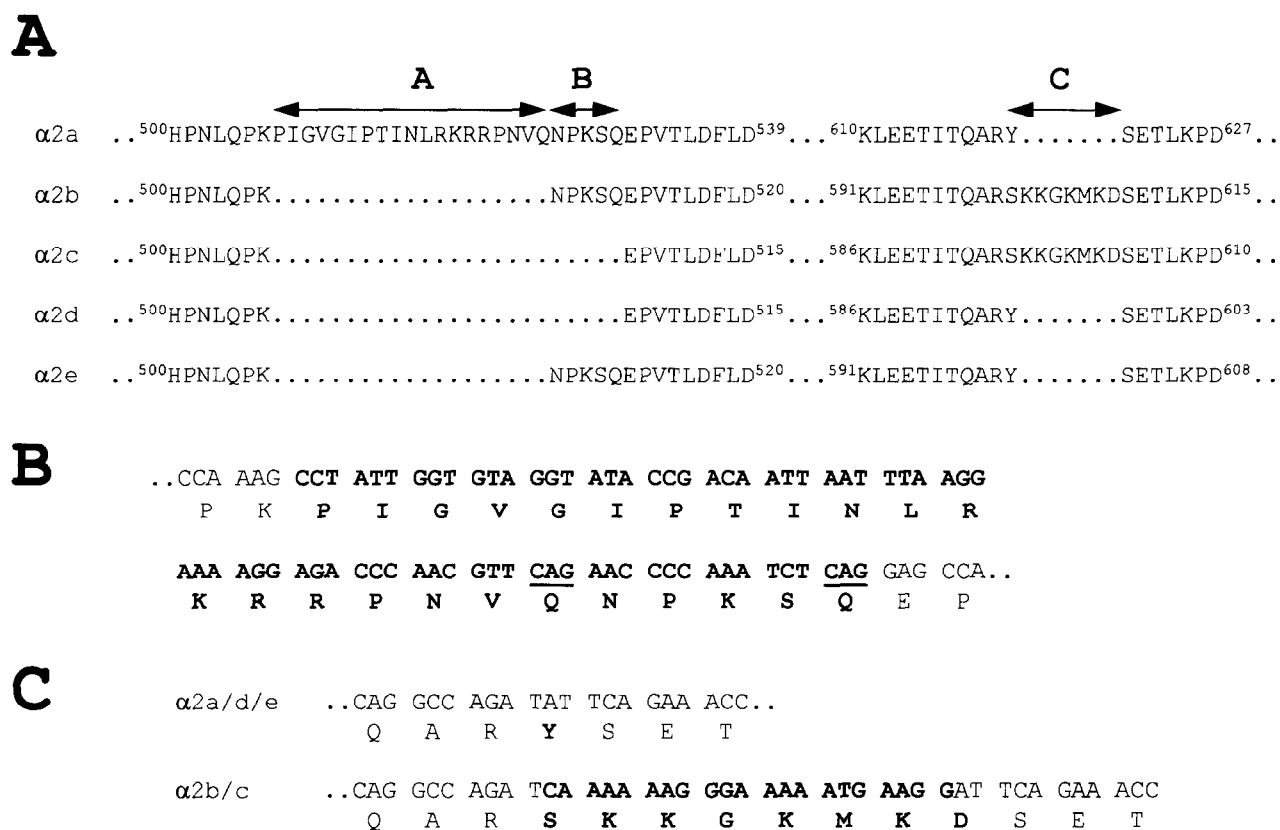 A
A B C
α2a ..500HPNLQPKPIGVGIPTINLRKRRPNVQNPKSQEPVTLDFLD539... 610KLEETITQARY.......SETLKPD627..
α2b ..500HPNLQPK...................NPKSQEPVTLDFLD520...591KLEETITQARSKKGKMKDSETLKPD615..
α2c ..500HPNLQPK........................EPVTLDFLD515...586KLEETITQARSKKGKMKDSETLKPD610..
α2d ..500HPNLQPK........................EPVTLDFLD515...586KLEETITQARY.......SETLKPD603..
α2e ..500HPNLQPK...................NPKSQEPVTLDFLD520...591KLEETITQARY.......SETLKPD608..
B
..CCA AAG CCT ATT GGT GTA GGT ATA CCG ACA ATT AAT TTA AGG
P K P I G V G I P T I N L R
AAA AGG AGA CCC AAC GTT CAG AAC CCC AAA TCT CAG GAG CCA..
K R R P N V Q N P K S Q E P
C
α2a/d/e ..CAG GCC AGA TAT TCA GAA ACC..
Q A R Y S E T
α2b/c ..CAG GCC AGA TCA AAA AAG GGA AAA ATG AAG GAT TCA GAA ACC
Q A R S K K G K M K D S E T